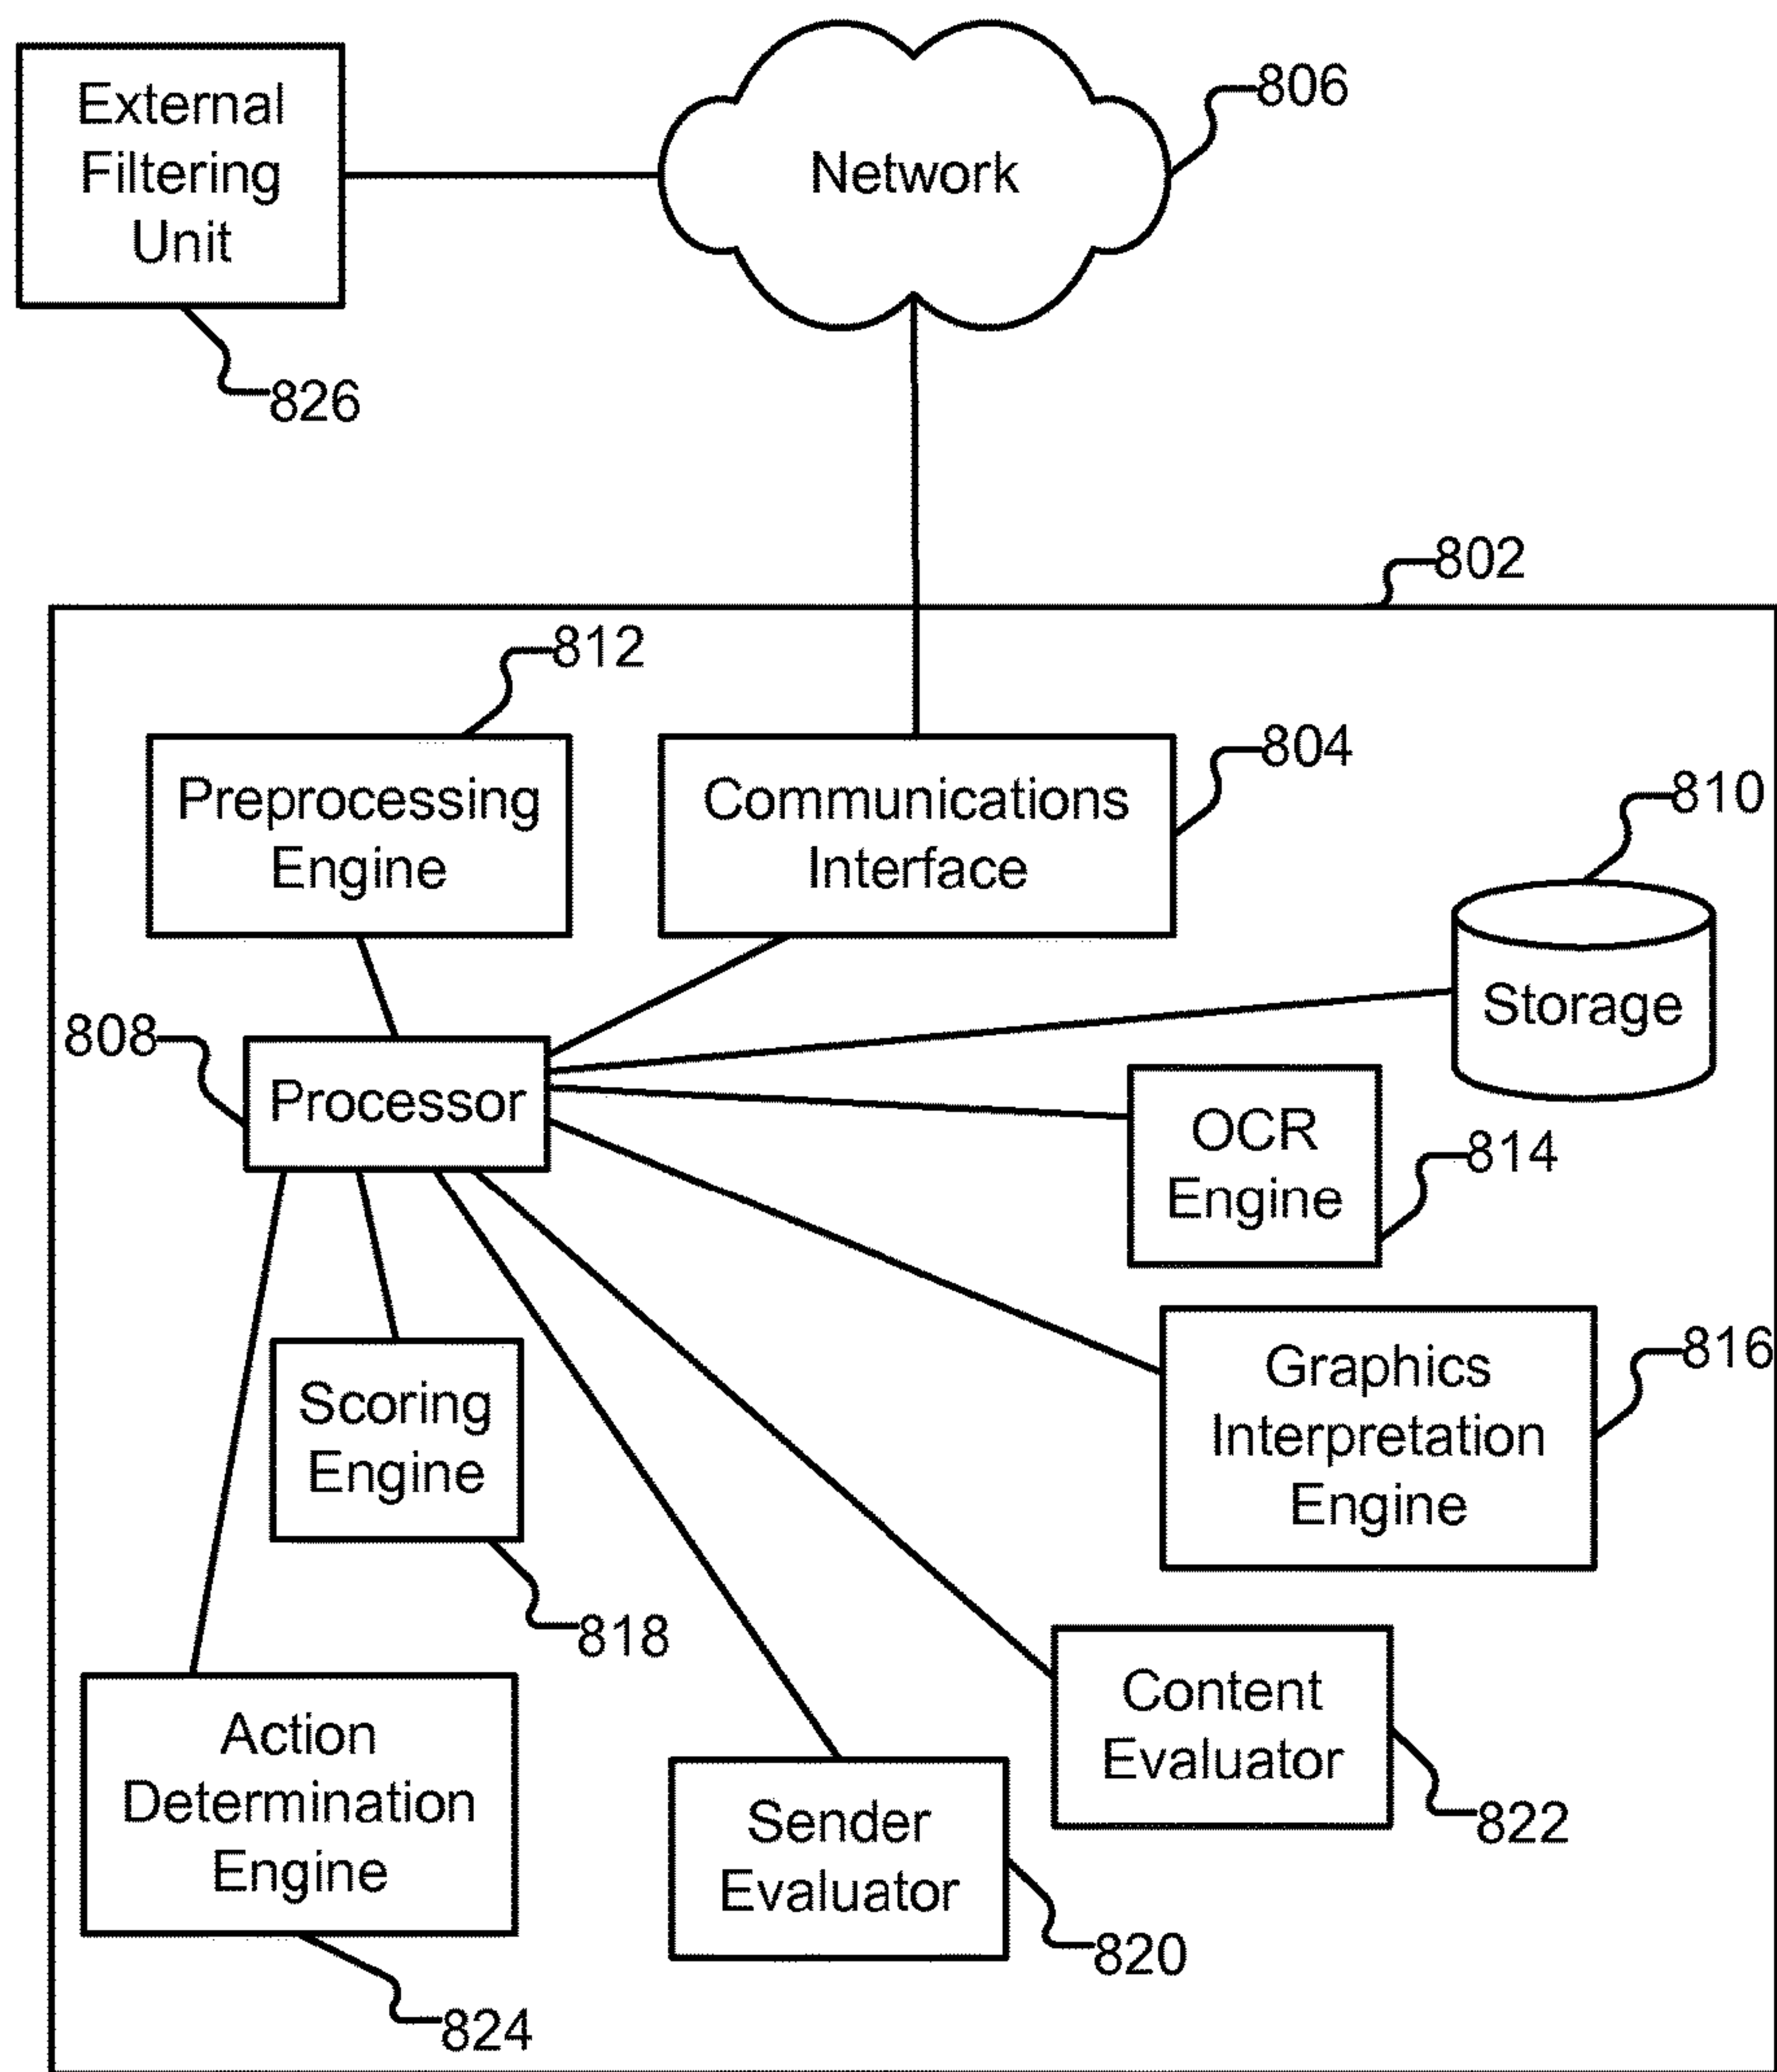 External
Filtering
Unit
826
Network
806
802
812
Preprocessing
Engine
Communications
Interface
804
810
Storage
808
Processor
OCR
Engine
814
Graphics
Interpretation
Engine
816
Scoring
Engine
818
Content
Evaluator
822
Action
Determination
Engine
824
Sender
Evaluator
820